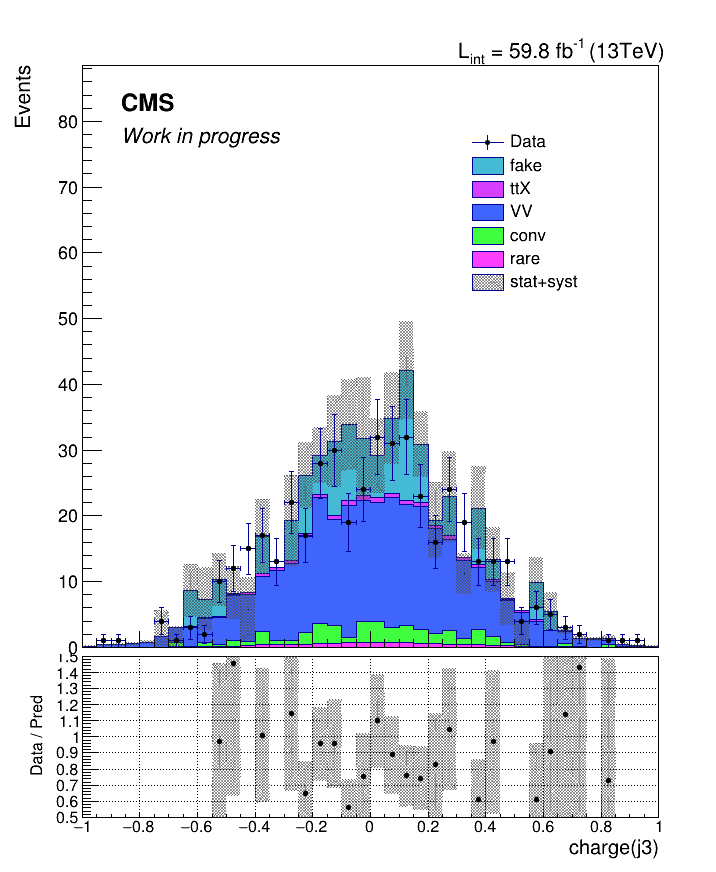 L_int = 59.8 fb^-1 (13TeV)
Events
CMS
Work in progress
Data
fake
ttX
VV
conv
rare
stat+syst
80
70
60
50
40
30
20
10
0
Data / Pred
1.5
1.4
1.3
1.2
1.1
1
0.9
0.8
0.7
0.6
0.5
−1 −0.8 −0.6 −0.4 −0.2 0 0.2 0.4 0.6 0.8 1
charge(j3)